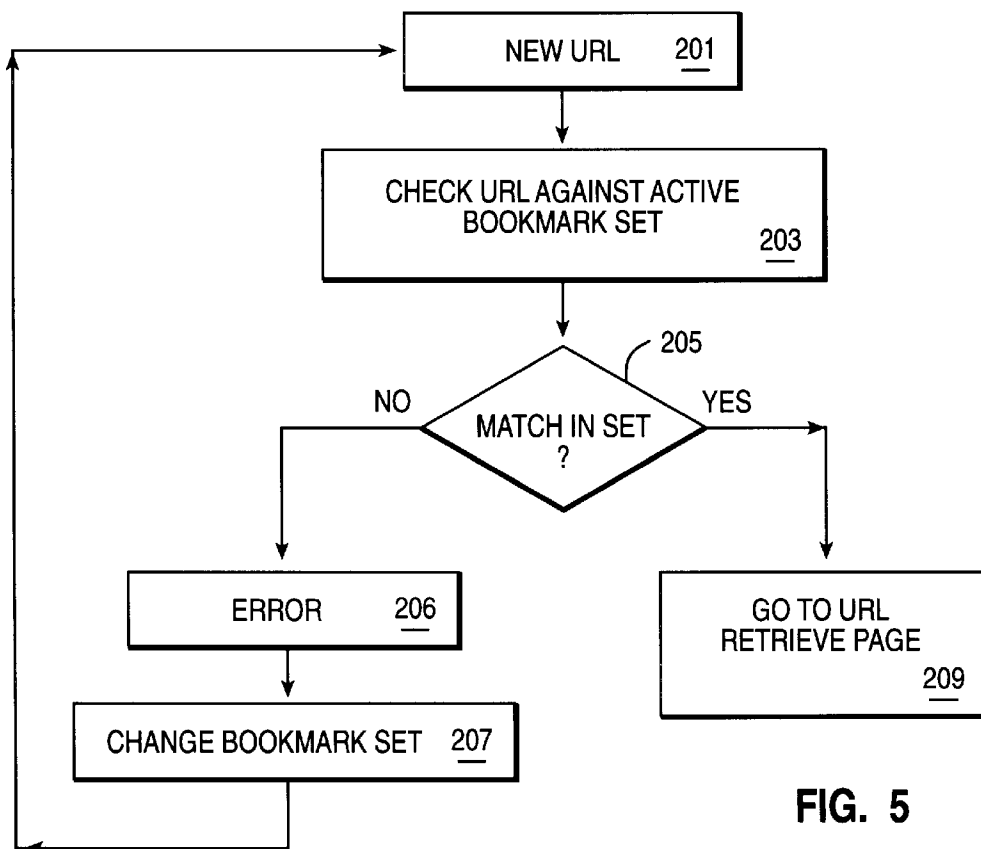 NEW URL 201
CHECK URL AGAINST ACTIVE
BOOKMARK SET
203
205
NO
YES
MATCH IN SET
?
ERROR 206
GO TO URL
RETRIEVE PAGE
209
CHANGE BOOKMARK SET 207
FIG. 5